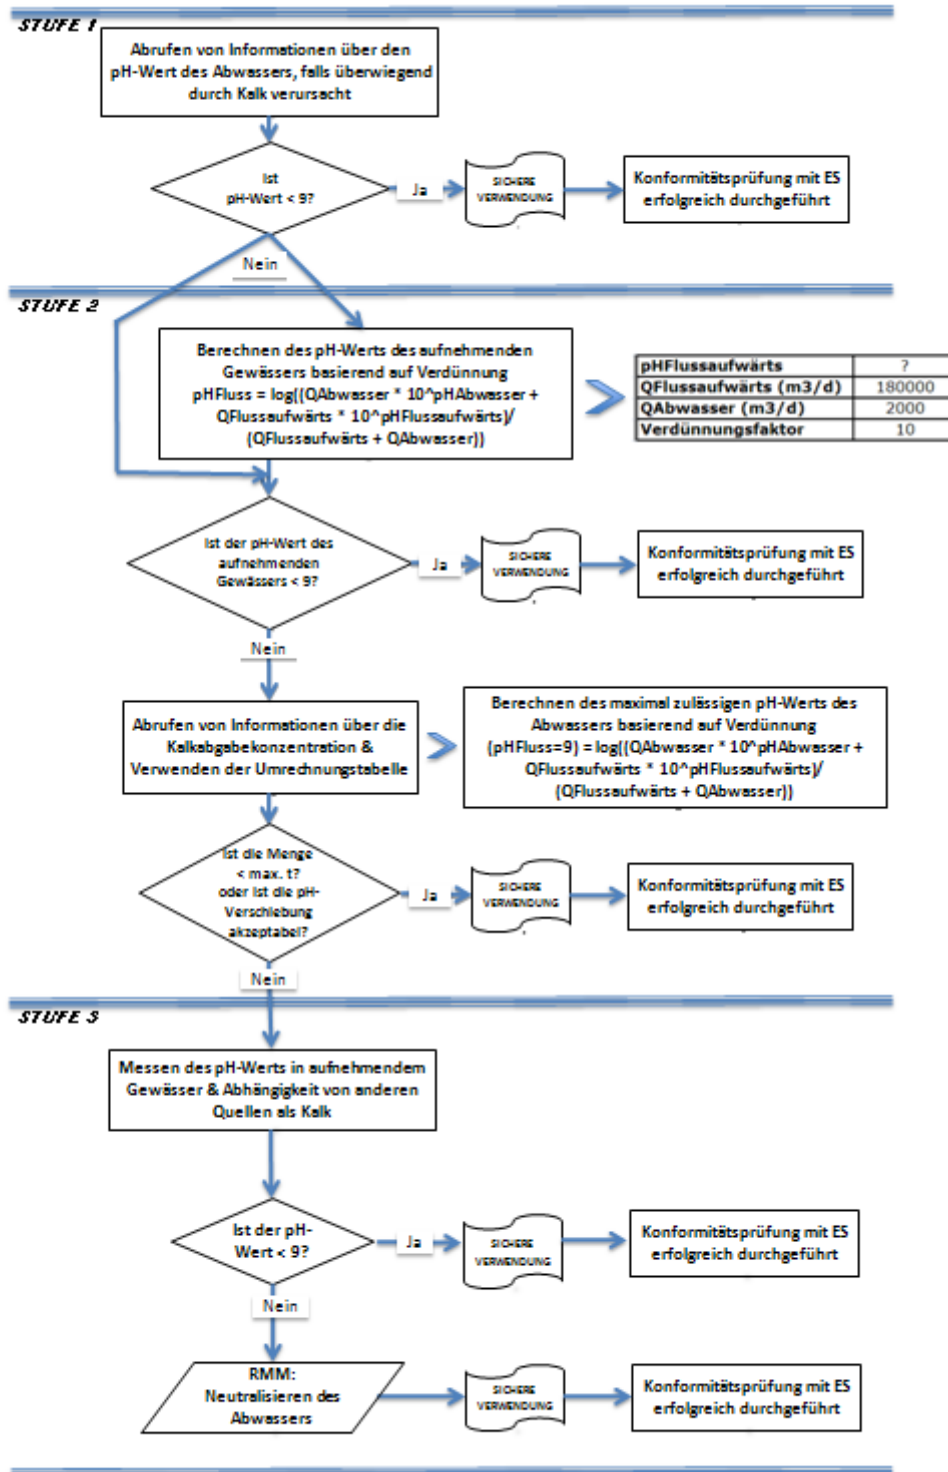 STUFE 1
Abrufen von Informationen über den
pH-Wert des Abwassers, falls überwiegend
durch Kalk verursacht
Ist
pH-Wert < 9?
Ja
SICHERE
VERWENDUNG
Konformitätsprüfung mit ES
erfolgreich durchgeführt
Nein
STUFE 2
Berechnen des pH-Werts des aufnehmenden
Gewässers basierend auf Verdünnung
pHFluss = log((QAbwasser * 10^pHAbwasser +
QFlussaufwärts * 10^pHFlussaufwärts)/
(QFlussaufwärts + QAbwasser))
pHFlussaufwärts ?
QFlussaufwärts (m3/d) 180000
QAbwasser (m3/d) 2000
Verdünnungsfaktor 10
Ist der pH-Wert des
aufnehmenden
Gewässers < 9?
Ja
SICHERE
VERWENDUNG
Konformitätsprüfung mit ES
erfolgreich durchgeführt
Nein
Abrufen von Informationen über die
Kalkabgabekonzentration &
Verwenden der Umrechnungstabelle
Berechnen des maximal zulässigen pH-Werts des
Abwassers basierend auf Verdünnung
(pHFluss=9) = log((QAbwasser * 10^pHAbwasser +
QFlussaufwärts * 10^pHFlussaufwärts)/
(QFlussaufwärts + QAbwasser))
Ist die Menge
< max. t?
oder ist die pH-
Verschiebung
akzeptabel?
Ja
SICHERE
VERWENDUNG
Konformitätsprüfung mit ES
erfolgreich durchgeführt
Nein
STUFE 3
Messen des pH-Werts in aufnehmendem
Gewässer & Abhängigkeit von anderen
Quellen als Kalk
Ist der pH-
Wert < 9?
Ja
SICHERE
VERWENDUNG
Konformitätsprüfung mit ES
erfolgreich durchgeführt
Nein
RMM:
Neutralisieren des
Abwassers
SICHERE
VERWENDUNG
Konformitätsprüfung mit ES
erfolgreich durchgeführt